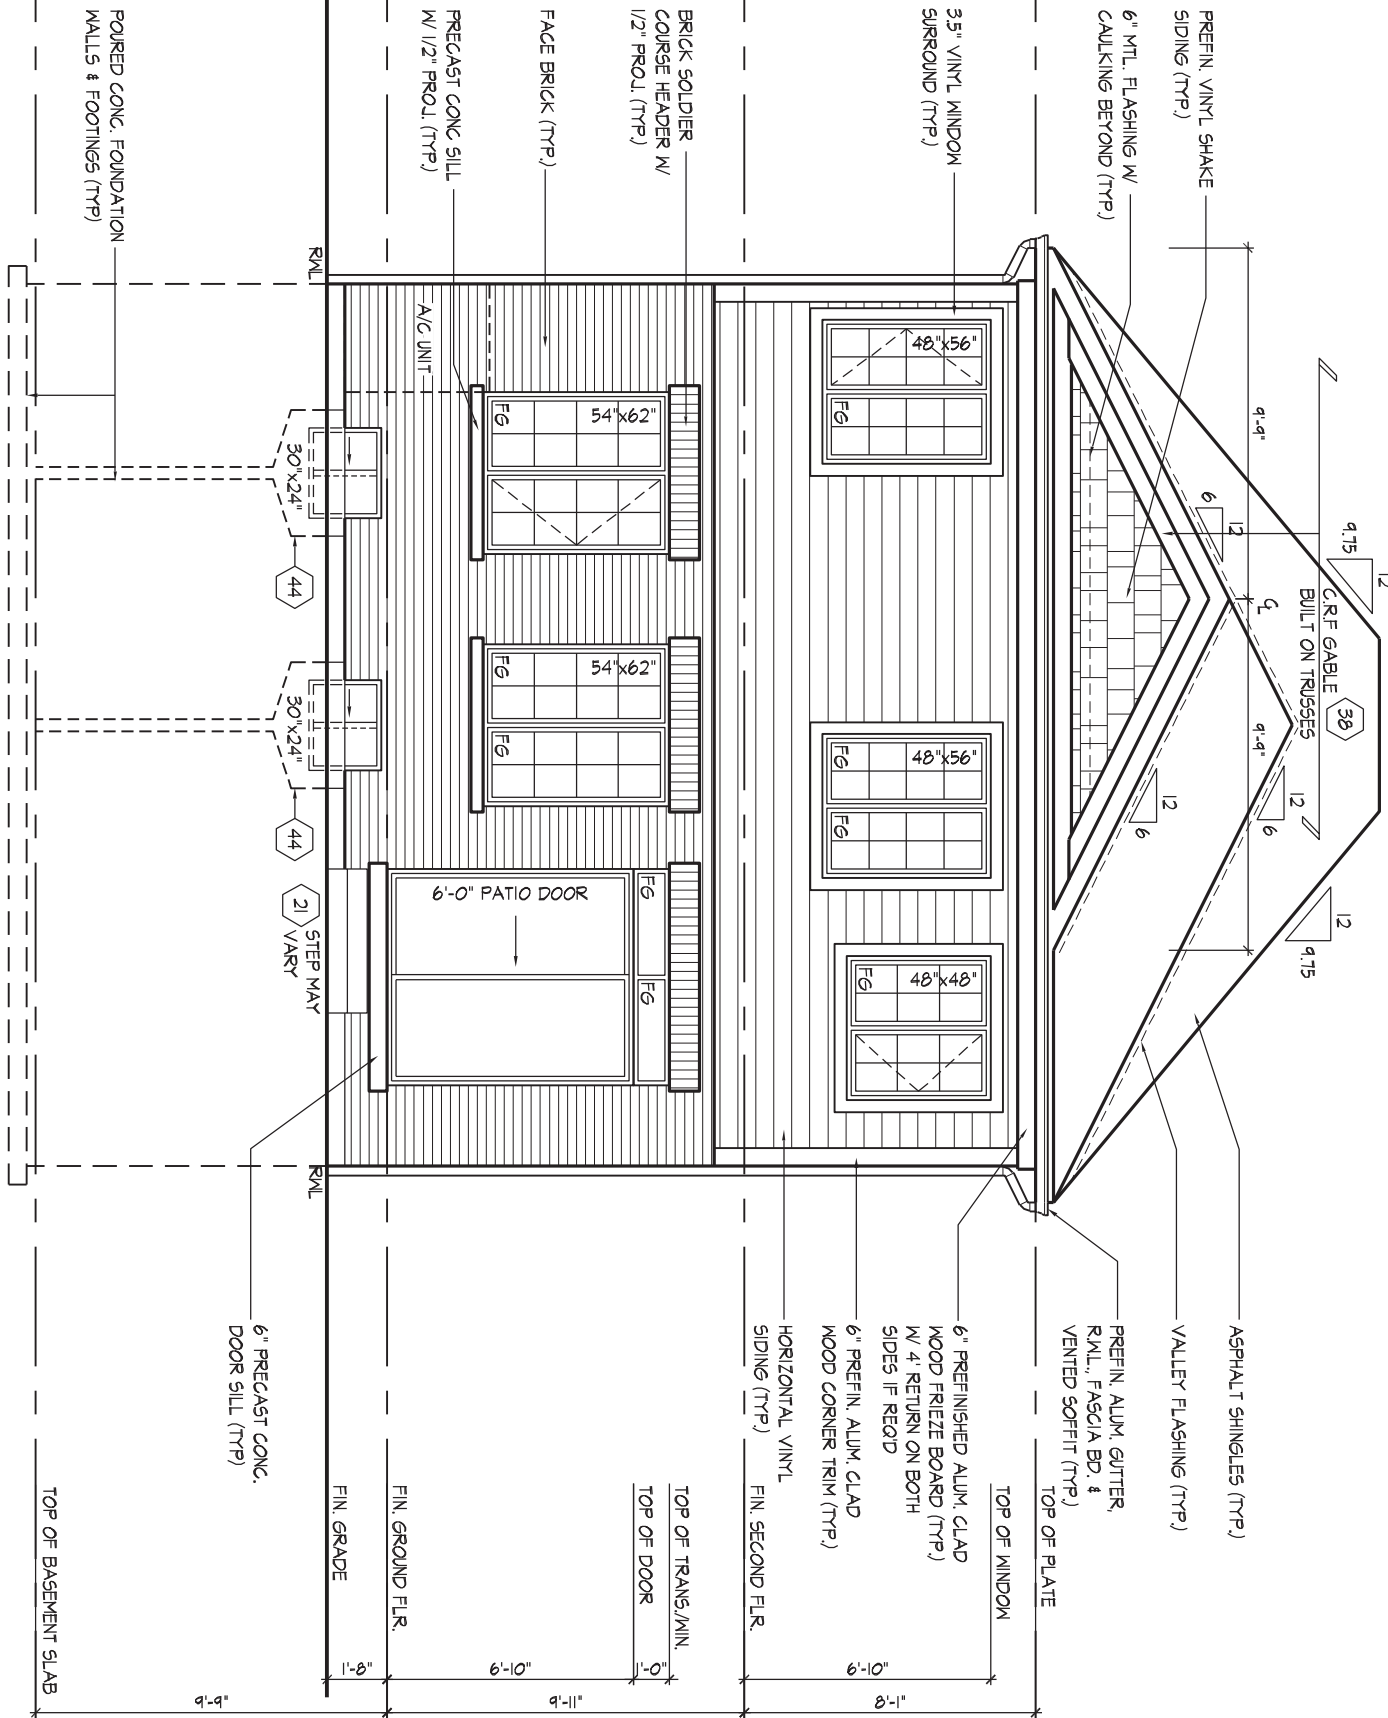 PREFIN. VINYL SHAKE
SIDING (TYP.)
6" MTL. FLASHING W/
CAULKING BEYOND (TYP.)
3.5" VINYL WINDOW
SURROUND (TYP.)
BRICK SOLDIER
COURSE HEADER W/
1/2" PROJ. (TYP.)
FACE BRICK (TYP.)
PRECAST CONC SILL
W/ 1/2" PROJ. (TYP.)
POURED CONC. FOUNDATION
WALLS & FOOTINGS (TYP)
9'-9"
9'-9"
12
9.75
C.R.F GABLE
BUILT ON TRUSSES
38
12
6
12
6
12
6
12
9.75
℄
48"x56"
FG
48"x56"
FG
FG
48"x48"
FG
54"x62"
FG
54"x62"
FG
FG
FG
FG
6'-0" PATIO DOOR
A/C UNIT
RWL
RWL
30"x24"
30"x24"
44
44
21
STEP MAY
VARY
ASPHALT SHINGLES (TYP.)
VALLEY FLASHING (TYP.)
PREFIN. ALUM. GUTTER,
R.W.L., FASCIA BD. &
VENTED SOFFIT (TYP.)
6" PREFINISHED ALUM. CLAD
WOOD FRIEZE BOARD (TYP.)
W/ 4' RETURN ON BOTH
SIDES IF REQ'D
6" PREFIN. ALUM. CLAD
WOOD CORNER TRIM (TYP.)
HORIZONTAL VINYL
SIDING (TYP.)
6" PRECAST CONC.
DOOR SILL (TYP)
TOP OF PLATE
TOP OF WINDOW
FIN. SECOND FLR.
TOP OF TRANS./WIN.
TOP OF DOOR
FIN. GROUND FLR.
FIN. GRADE
TOP OF BASEMENT SLAB
6'-10"
8'-1"
1'-0"
6'-10"
9'-11"
1'-8"
9'-9"